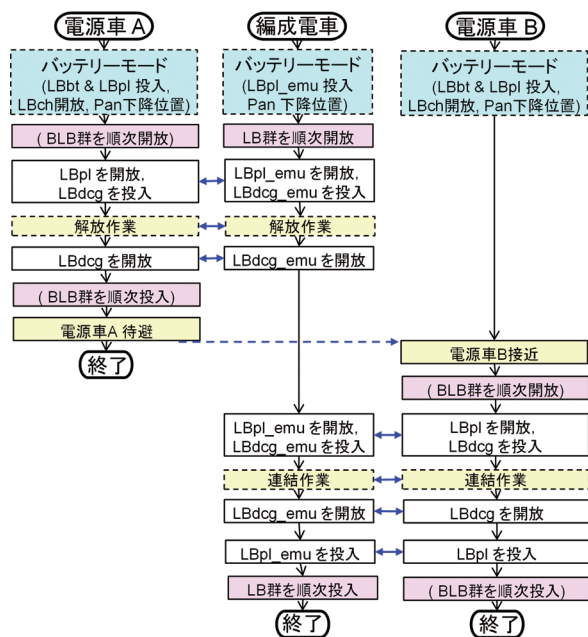 電源車 A
バッテリーモード
(LBbt & LBpl 投入,
LBch開放, Pan下降位置)
( BLB群を順次開放)
LBpl を開放,
LBdcg を投入
解放作業
LBdcg を開放
( BLB群を順次投入)
電源車A 待避
終了
編成電車
バッテリーモード
(LBpl_emu 投入
Pan 下降位置)
LB群を順次開放
LBpl_emu を開放,
LBdcg_emu を投入
解放作業
LBdcg_emu を開放
LBpl_emu を開放,
LBdcg_emu を投入
連結作業
LBdcg_emu を開放
LBpl_emu を投入
LB群を順次投入
終了
電源車 B
バッテリーモード
(LBbt & LBpl 投入,
LBch開放, Pan下降位置)
電源車B接近
( BLB群を順次開放)
LBpl を開放,
LBdcg を投入
連結作業
LBdcg を開放
LBpl を投入
( BLB群を順次投入)
終了